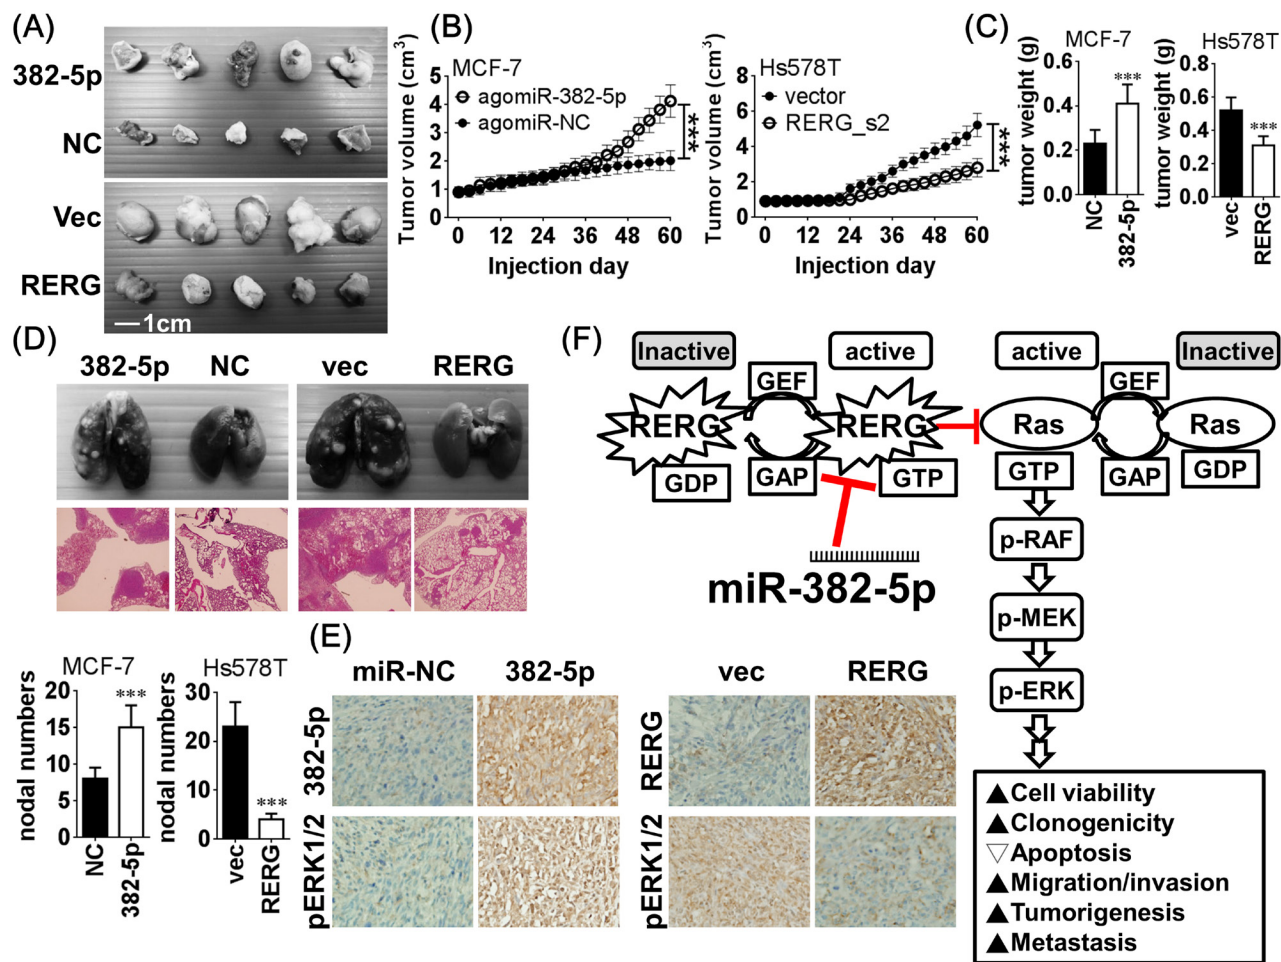 (A)
382-5p
NC
Vec
RERG
1cm
(B)
MCF-7
agomiR-382-5p
agomiR-NC
Tumor volume (cm³)
5
4
3
2
1
0
0 12 24 36 48 60
Injection day
***
Hs578T
vector
RERG_s2
Tumor volume (cm³)
8
6
4
2
0
0 12 24 36 48 60
Injection day
***
(C)
MCF-7
tumor weight (g)
0.6
0.4
0.2
0.0
***
NC
382-5p
Hs578T
tumor weight (g)
0.8
0.6
0.4
0.2
0.0
***
vec
RERG
(D)
382-5p NC vec RERG
MCF-7
nodal numbers
20
15
10
5
0
***
NC
382-5p
Hs578T
nodal numbers
30
20
10
0
***
vec
RERG
(E)
miR-NC 382-5p vec RERG
382-5p
RERG
pERK1/2
pERK1/2
(F)
Inactive active active Inactive
GEF GEF
RERG RERG Ras Ras
GDP GAP GTP GTP GAP GDP
miR-382-5p
p-RAF
p-MEK
p-ERK
▲Cell viability
▲Clonogenicity
▽Apoptosis
▲Migration/invasion
▲Tumorigenesis
▲Metastasis